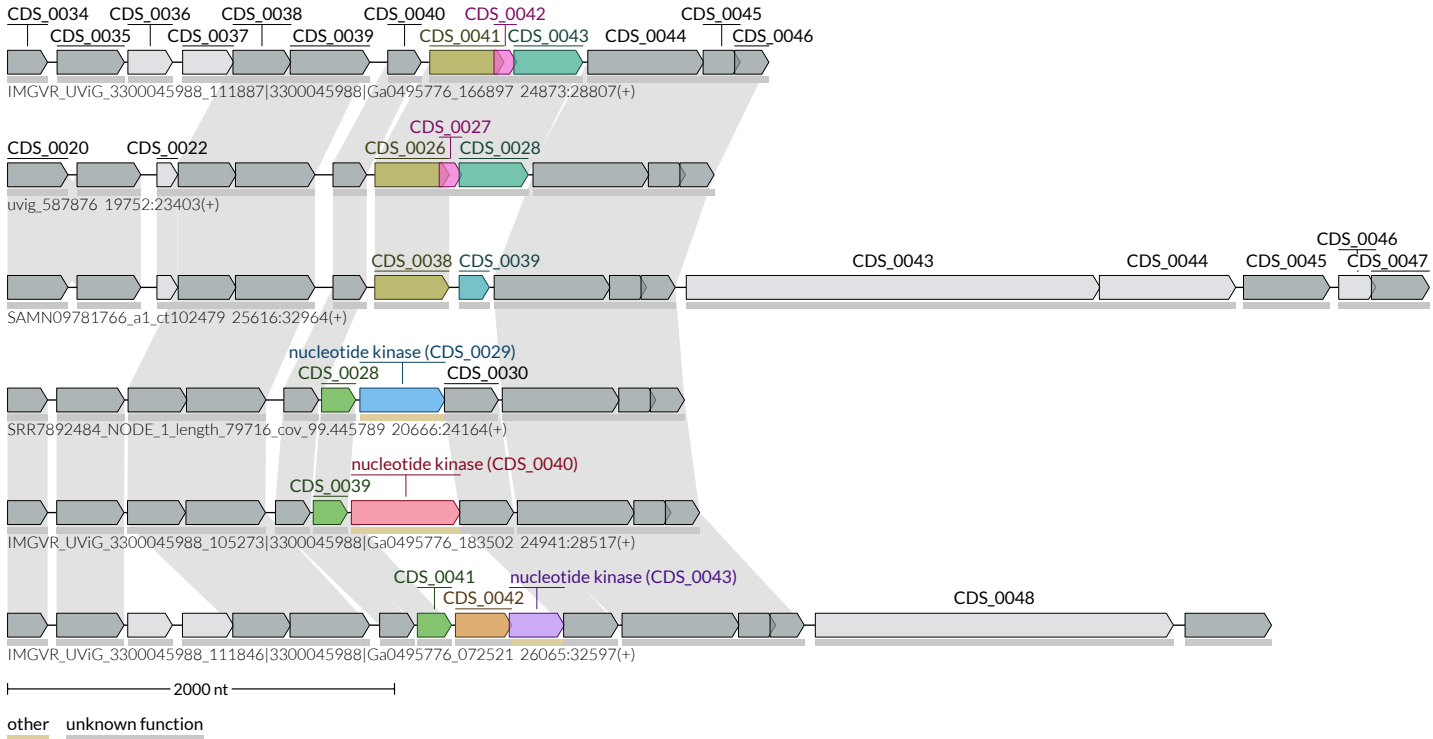 CDS_0034 CDS_0036 CDS_0038 CDS_0040 CDS_0042 CDS_0045
CDS_0035 CDS_0037 CDS_0039 CDS_0041 CDS_0043 CDS_0044 CDS_0046
IMGVR_UViG_3300045988_111887|3300045988|Ga0495776_166897 24873:28807(+)
CDS_0027
CDS_0020 CDS_0022 CDS_0026 CDS_0028
uvig_587876 19752:23403(+)
CDS_0046
CDS_0038 CDS_0039 CDS_0043 CDS_0044 CDS_0045 CDS_0047
SAMN09781766_a1_ct102479 25616:32964(+)
nucleotide kinase (CDS_0029)
CDS_0028 CDS_0030
SRR7892484_NODE_1_length_79716_cov_99.445789 20666:24164(+)
nucleotide kinase (CDS_0040)
CDS_0039
IMGVR_UViG_3300045988_105273|3300045988|Ga0495776_183502 24941:28517(+)
CDS_0041 nucleotide kinase (CDS_0043)
CDS_0042 CDS_0048
IMGVR_UViG_3300045988_111846|3300045988|Ga0495776_072521 26065:32597(+)
2000 nt
other unknown function